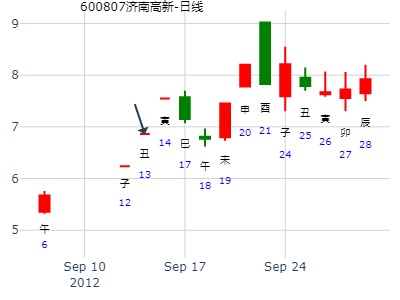 600807济南高新-日线
9
8
7
6
5
午
6
子
12
丑
13
寅
14
巳
17
午
18
未
19
申
20
酉
21
子
24
丑
25
寅
26
卯
27
辰
28
Sep 10
2012
Sep 17
Sep 24